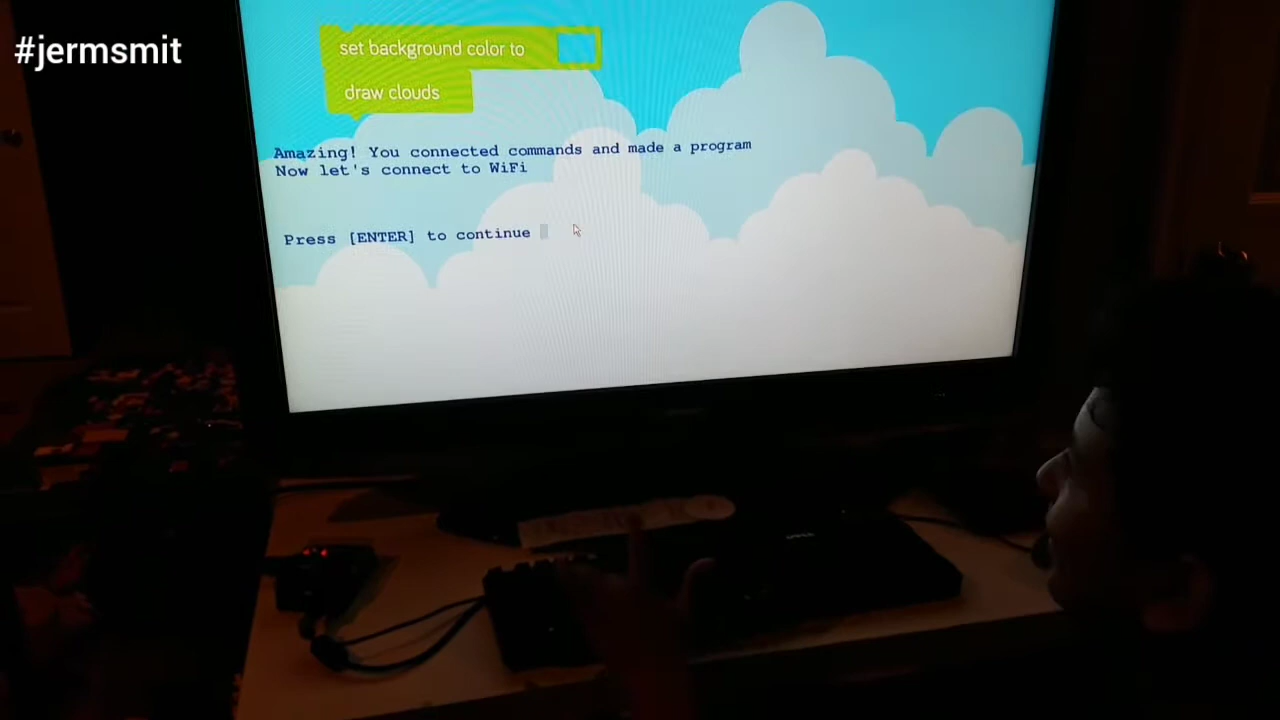 #jermsmit
set background color to
draw clouds
Amazing! You connected commands and made a program
Now let's connect to WiFi
Press [ENTER] to continue
DELL